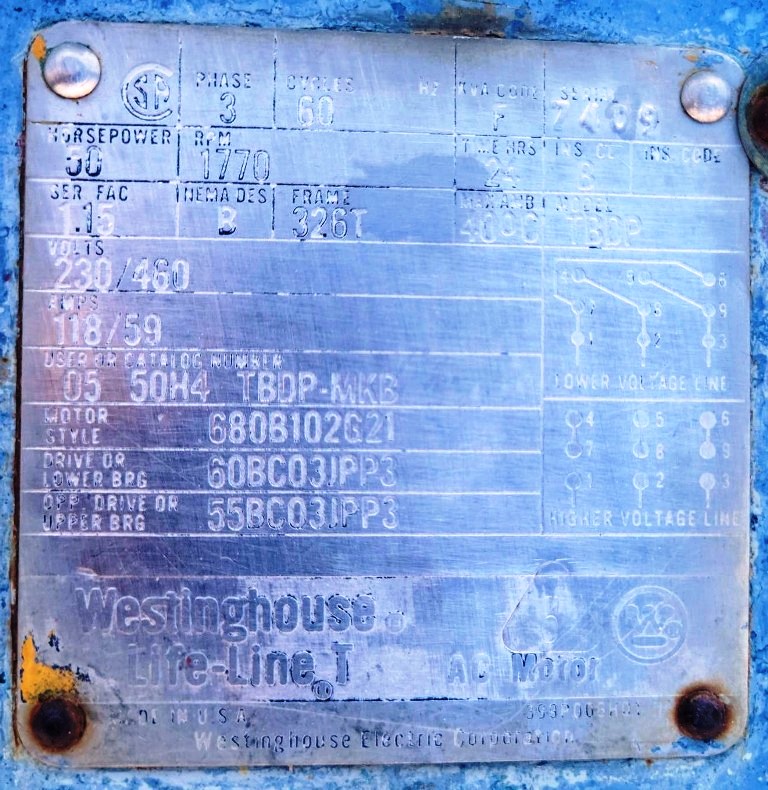 CSA PHASE CYCLES HZ KVA CODE SERIAL
3 60 F
HORSEPOWER RPM TIME HRS INS. CL INS. CODE
50 1770 24 B
SER. FAC NEMA DES FRAME MAX AMB MODEL
1.15 B 326T 40°C TBDP
VOLTS
230/460
AMPS
118/59
USER OR CATALOG NUMBER
05 50H4 TBDP-MKB
MOTOR STYLE 680B102G21
DRIVE OR LOWER BRG 60BC03JPP3
OPP. DRIVE OR UPPER BRG 55BC03JPP3
4 5 6
7 8 9
1 2 3
LOWER VOLTAGE LINE
4 5 6
7 8 9
1 2 3
HIGHER VOLTAGE LINE
Westinghouse®
Life-Line® T AC Motor
MADE IN U.S.A.
Westinghouse Electric Corporation